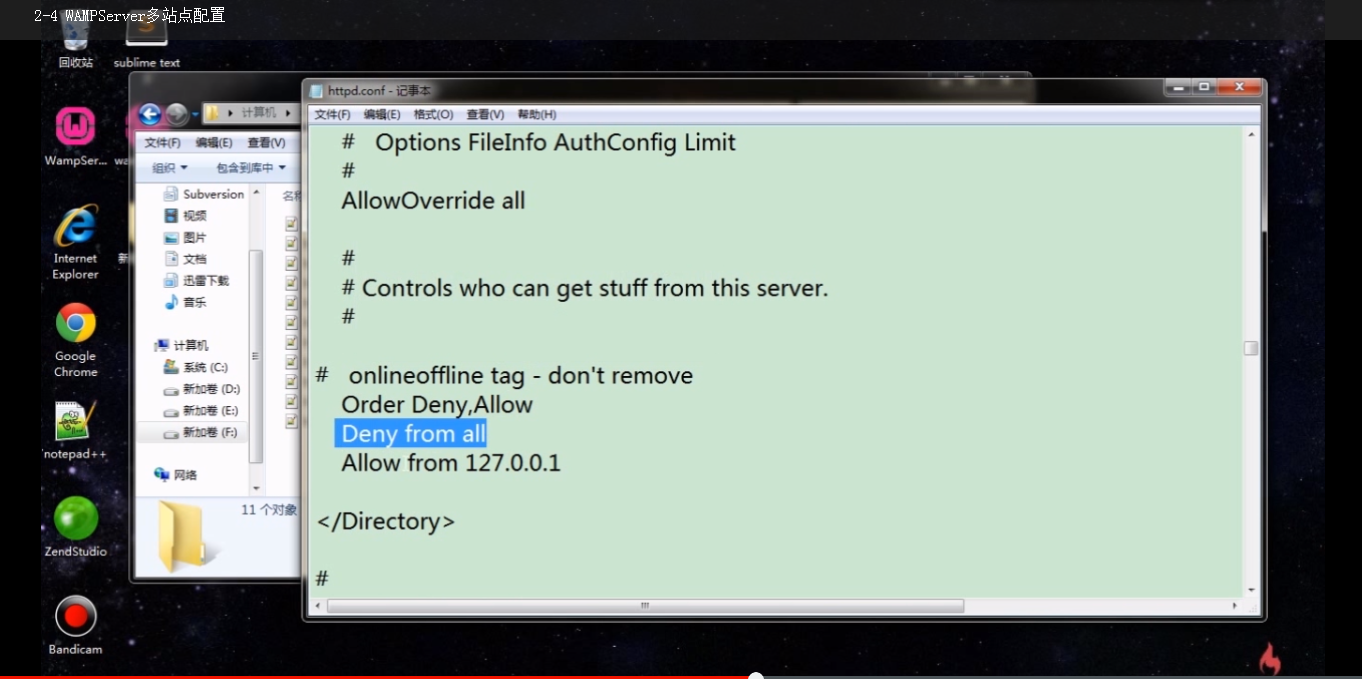 2-4 WAMPServer多站点配置
回收站
sublime text
httpd.conf - 记事本
计算机
文件(F) 编辑(E) 格式(O) 查看(V) 帮助(H)
WampSer...
文件(F) 编辑(E) 查看(V)
组织 包含到库中
# Options FileInfo AuthConfig Limit
#
AllowOverride all
#
# Controls who can get stuff from this server.
#
# onlineoffline tag - don't remove
Order Deny,Allow
Deny from all
Allow from 127.0.0.1
</Directory>
#
Subversion
视频
图片
文档
迅雷下载
音乐
计算机
系统 (C:)
新加卷 (D:)
新加卷 (E:)
新加卷 (F:)
网络
11 个对象
Internet
Explorer
Google
Chrome
notepad++
ZendStudio
Bandicam